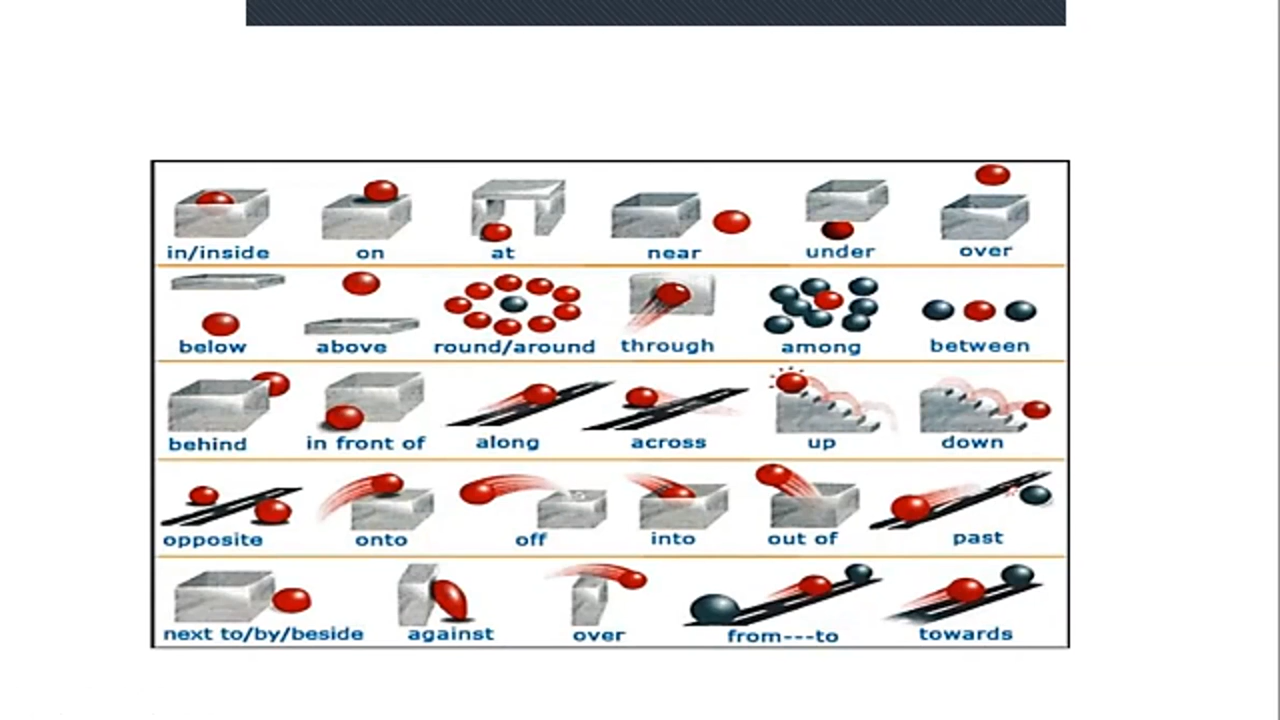 in/inside on at near under over
below above round/around through among between
behind in front of along across up down
opposite onto off into out of past
next to/by/beside against over from---to towards